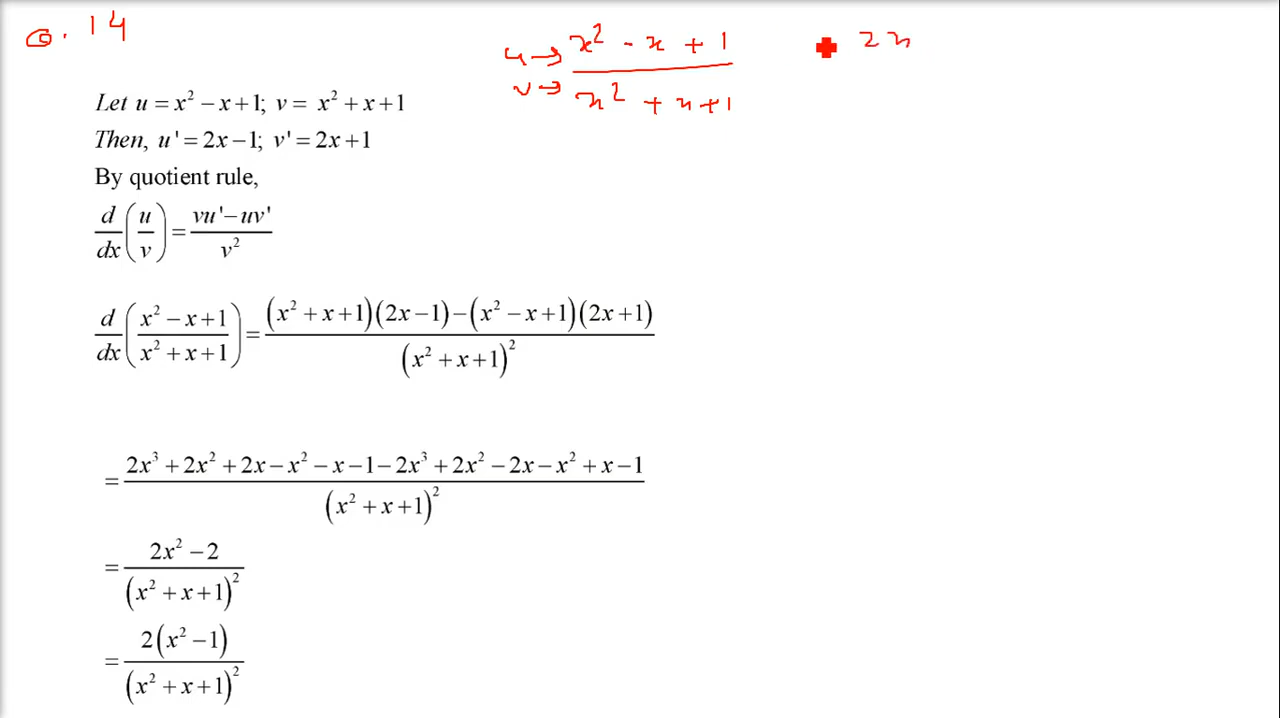 Q. 14
u → x² - x + 1 2x
v → x² + x + 1
Let u = x² − x + 1; v = x² + x + 1
Then, u' = 2x − 1; v' = 2x + 1
By quotient rule,
d/dx (u/v) = (vu' − uv')/v²
d/dx ((x² − x + 1)/(x² + x + 1)) = ((x² + x + 1)(2x − 1) − (x² − x + 1)(2x + 1))/(x² + x + 1)²
= (2x³ + 2x² + 2x − x² − x − 1 − 2x³ + 2x² − 2x − x² + x − 1)/(x² + x + 1)²
= (2x² − 2)/(x² + x + 1)²
= 2(x² − 1)/(x² + x + 1)²